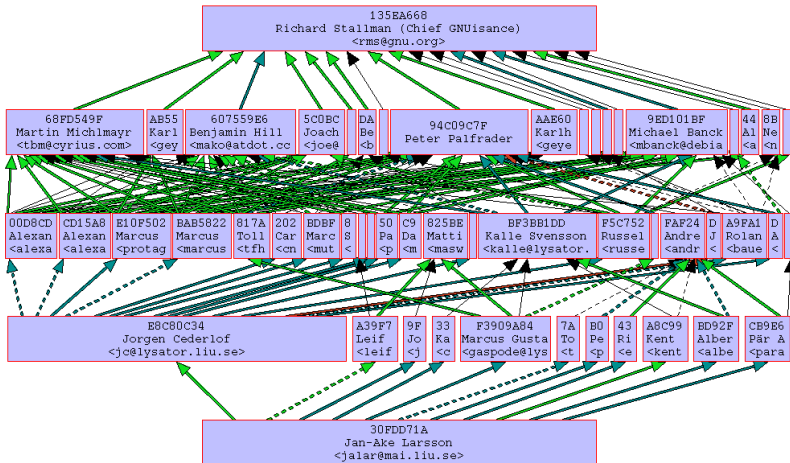 135EA668
Richard Stallman (Chief GNUisance)
<rms@gnu.org>
68FD549F
Martin Michlmayr
<tbm@cyrius.com>
AB55
Karl
<gey
607559E6
Benjamin Hill
<mako@atdot.cc
5C0BC
Joach
<joe@
DA
Be
<b
94C09C7F
Peter Palfrader
AAE60
Karlh
<geye
9ED101BF
Michael Banck
<mbanck@debia
44
Al
<a
8B
Ne
<n
00D8CD
Alexan
<alexa
CD15A8
Alexan
<alexa
E10F502
Marcus
<protag
BAB5822
Marcus
<marcus
817A
Toll
<tfh
202
Car
<cn
BDBF
Marc
<mut
8
S
<
50
Pa
<p
C9
Da
<m
825BE
Matti
<masw
BF3BB1DD
Kalle Svensson
<kalle@lysator.
F5C752
Russel
<russe
FAF24
Andre
<andr
D
J
<
A9FA1
Rolan
<baue
D
A
<
E8C80C34
Jorgen Cederlof
<jc@lysator.liu.se>
A39F7
Leif
<leif
9F
Jo
<j
33
Ka
<c
F3909A84
Marcus Gusta
<gaspode@lys
7A
To
<t
B0
Pe
<p
43
Ri
<e
A8C99
Kent
<kent
BD92F
Alber
<albe
CB9E6
Pär A
<para
30FDD71A
Jan-Ake Larsson
<jalar@mai.liu.se>